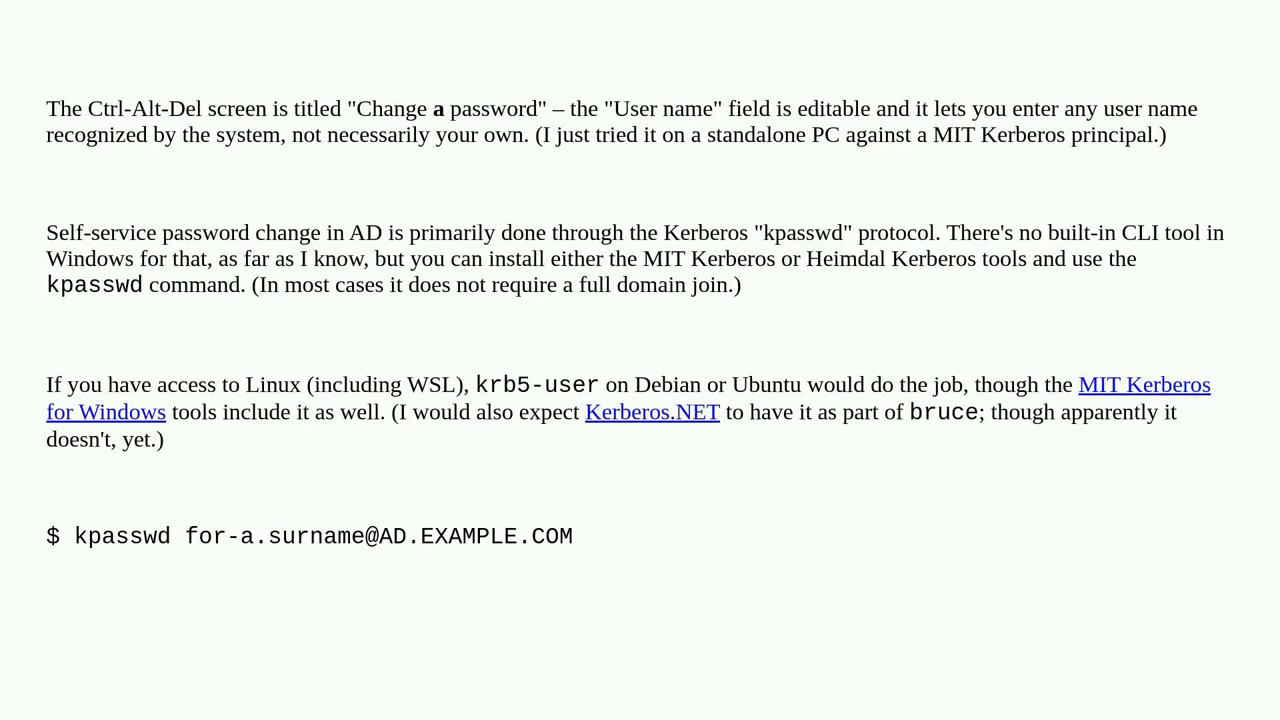 The Ctrl-Alt-Del screen is titled "Change a password" – the "User name" field is editable and it lets you enter any user name
recognized by the system, not necessarily your own. (I just tried it on a standalone PC against a MIT Kerberos principal.)
Self-service password change in AD is primarily done through the Kerberos "kpasswd" protocol. There's no built-in CLI tool in
Windows for that, as far as I know, but you can install either the MIT Kerberos or Heimdal Kerberos tools and use the
kpasswd command. (In most cases it does not require a full domain join.)
If you have access to Linux (including WSL), krb5-user on Debian or Ubuntu would do the job, though the MIT Kerberos
for Windows tools include it as well. (I would also expect Kerberos.NET to have it as part of bruce; though apparently it
doesn't, yet.)
$ kpasswd for-a.surname@AD.EXAMPLE.COM